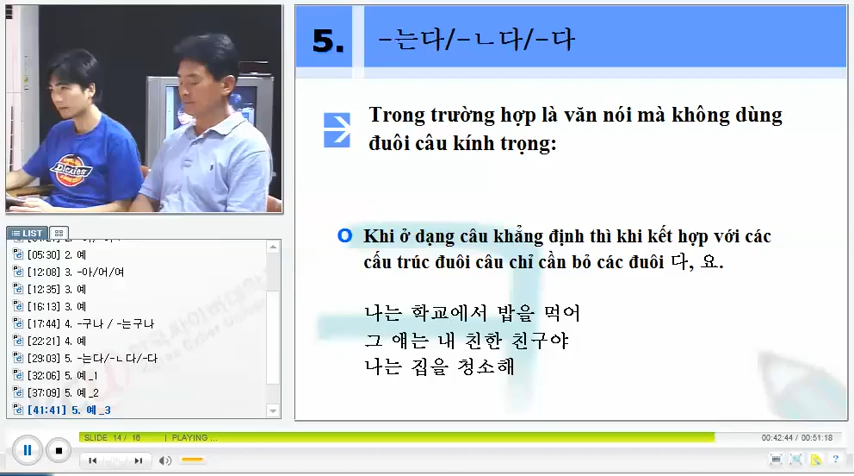 5. -는다/-ㄴ다/-다
Trong trường hợp là văn nói mà không dùng
đuôi câu kính trọng:
Khi ở dạng câu khẳng định thì khi kết hợp với các
cấu trúc đuôi câu chỉ cần bỏ các đuôi 다, 요.
나는 학교에서 밥을 먹어
그 얘는 내 친한 친구야
나는 집을 청소해
Dickies
LIST
[05:30] 2. 예
[12:08] 3. -아/어/여
[12:35] 3. 예
[16:13] 3. 예
[17:44] 4. -구나 / -는구나
[22:21] 4. 예
[29:03] 5. -는다/-ㄴ다/-다
[32:06] 5. 예_1
[37:09] 5. 예_2
[41:41] 5. 예_3
SLIDE 14 / 16 | PLAYING ...
00:42:44 / 00:51:18